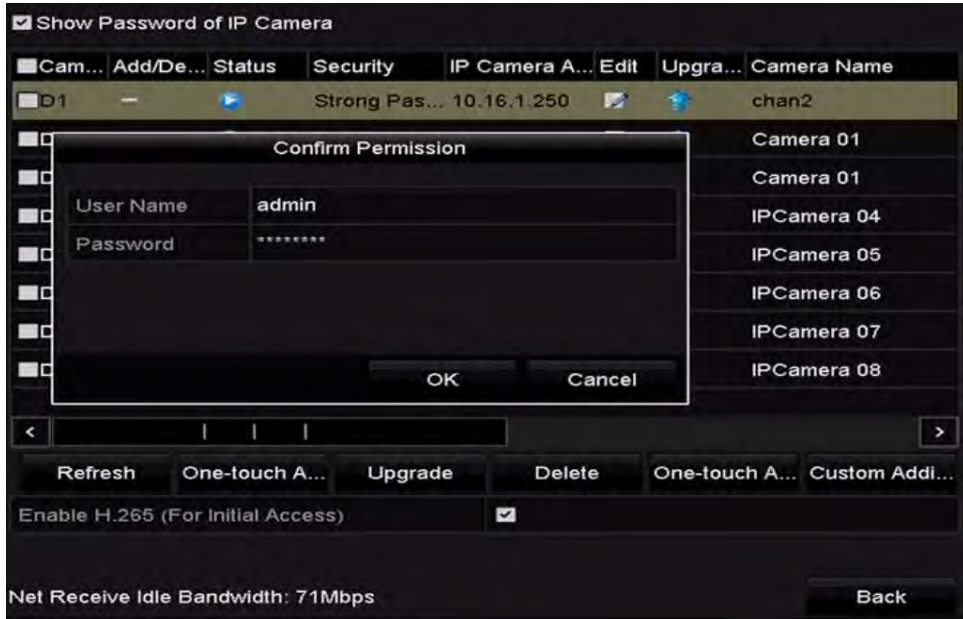 Show Password of IP Camera
Cam... Add/De... Status Security IP Camera A... Edit Upgra... Camera Name
D1 Strong Pas... 10.16.1.250 chan2
Confirm Permission
Camera 01
Camera 01
User Name admin
IPCamera 04
Password ********
IPCamera 05
IPCamera 06
IPCamera 07
IPCamera 08
OK Cancel
< >
Refresh One-touch A... Upgrade Delete One-touch A... Custom Addi...
Enable H.265 (For Initial Access)
Net Receive Idle Bandwidth: 71Mbps Back